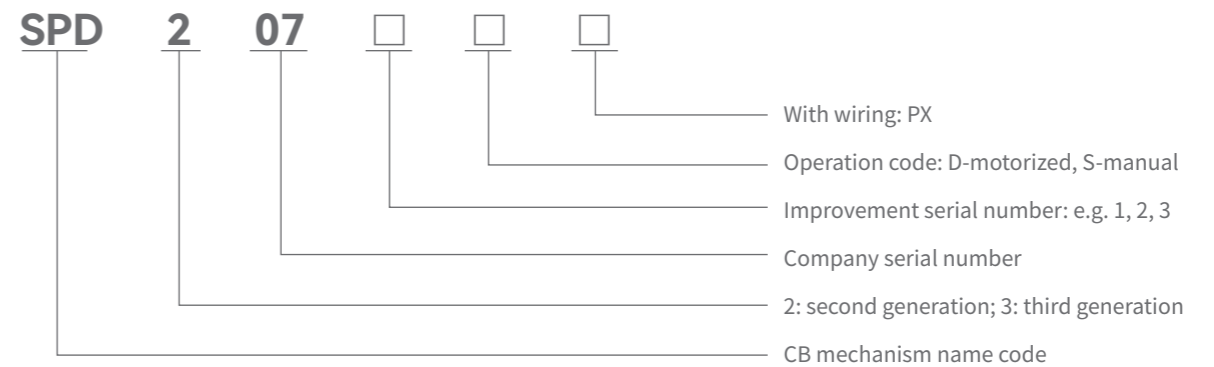 SPD 2 07 □ □ □
With wiring: PX
Operation code: D-motorized, S-manual
Improvement serial number: e.g. 1, 2, 3
Company serial number
2: second generation; 3: third generation
CB mechanism name code